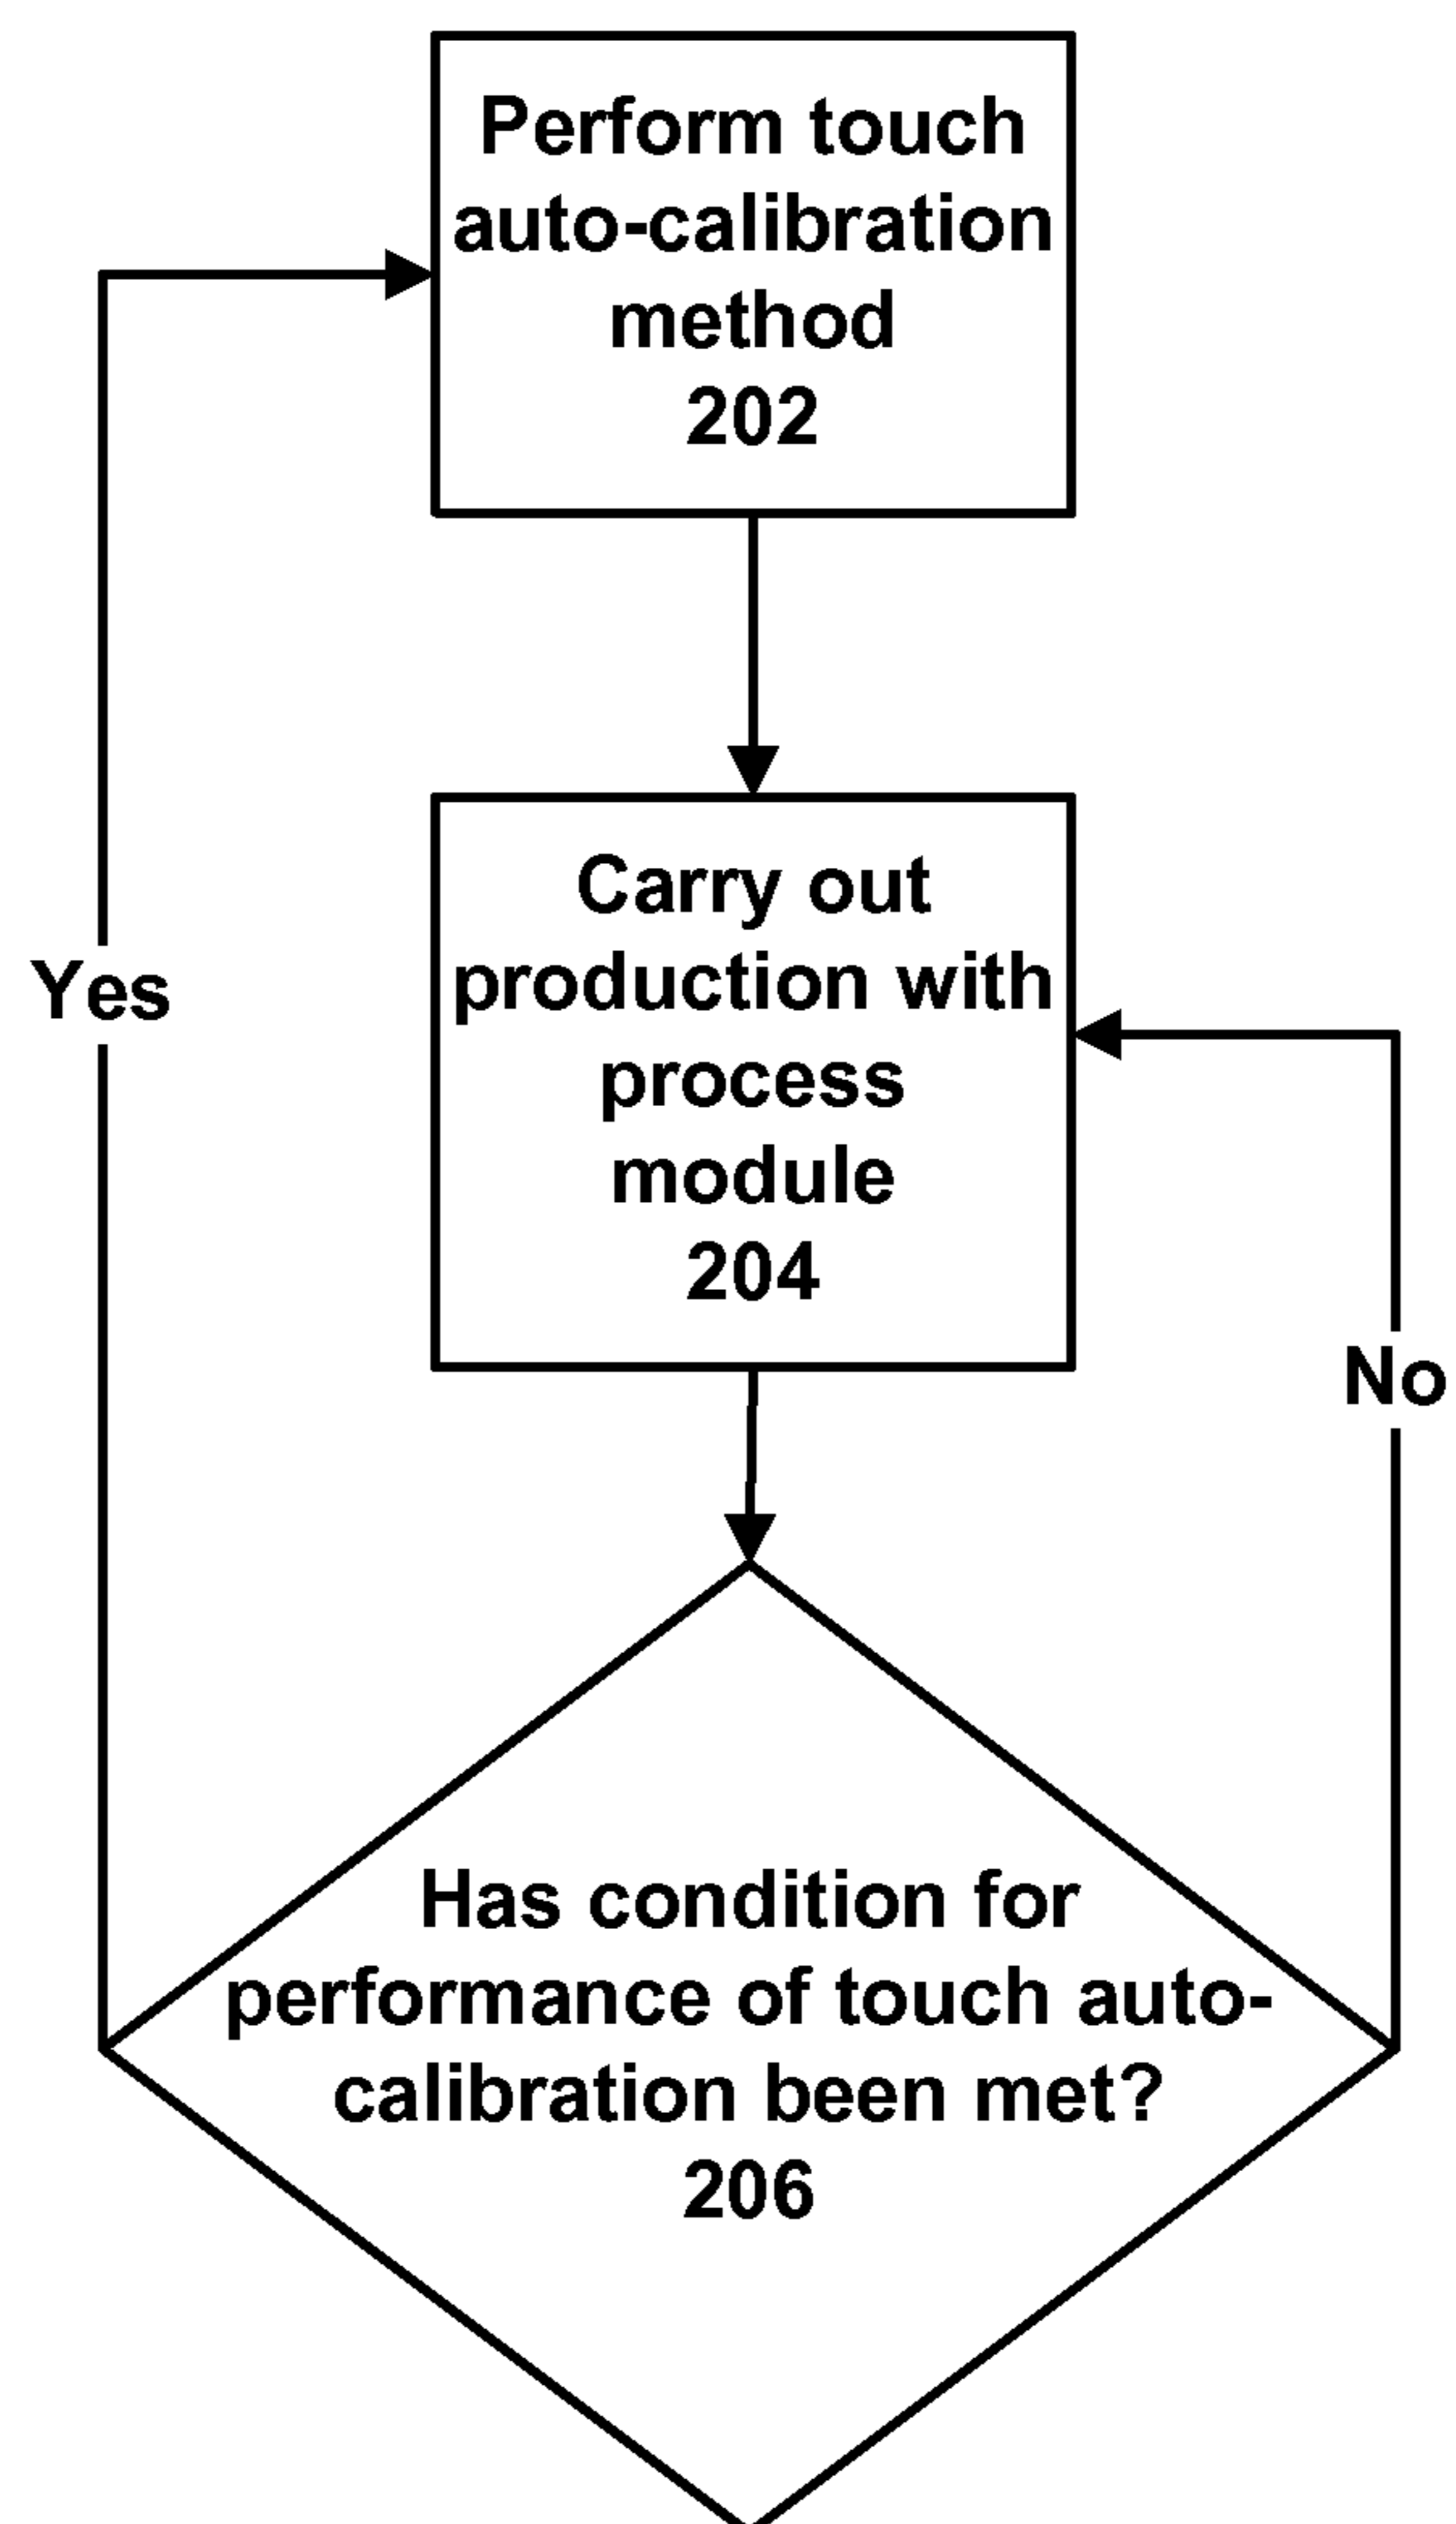 Perform touch
auto-calibration
method
202
Carry out
production with
process
module
204
Yes
No
Has condition for
performance of touch auto-
calibration been met?
206